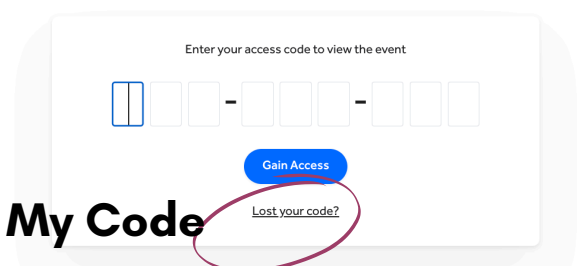 Enter your access code to view the event
- -
Gain Access
Lost your code?
My Code